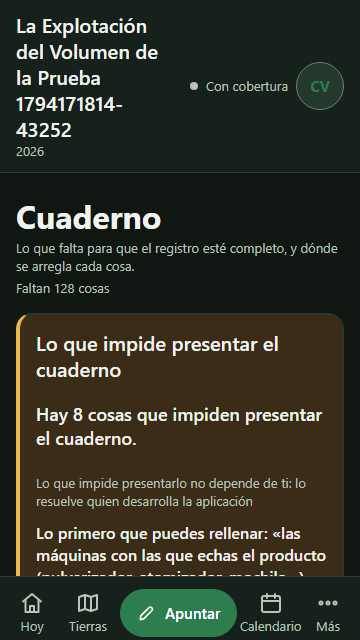 La Explotación
del Volumen de
la Prueba
1794171814-
43252
2026
Con cobertura
CV
Cuaderno
Lo que falta para que el registro esté completo, y dónde
se arregla cada cosa.
Faltan 128 cosas
Lo que impide presentar el
cuaderno
Hay 8 cosas que impiden presentar
el cuaderno.
Lo que impide presentarlo no depende de ti: lo
resuelve quien desarrolla la aplicación
Lo primero que puedes rellenar: «las
máquinas con las que echas el producto
(pulverizador, atomizador, mochila…)
Hoy
Tierras
Apuntar
Calendario
Más